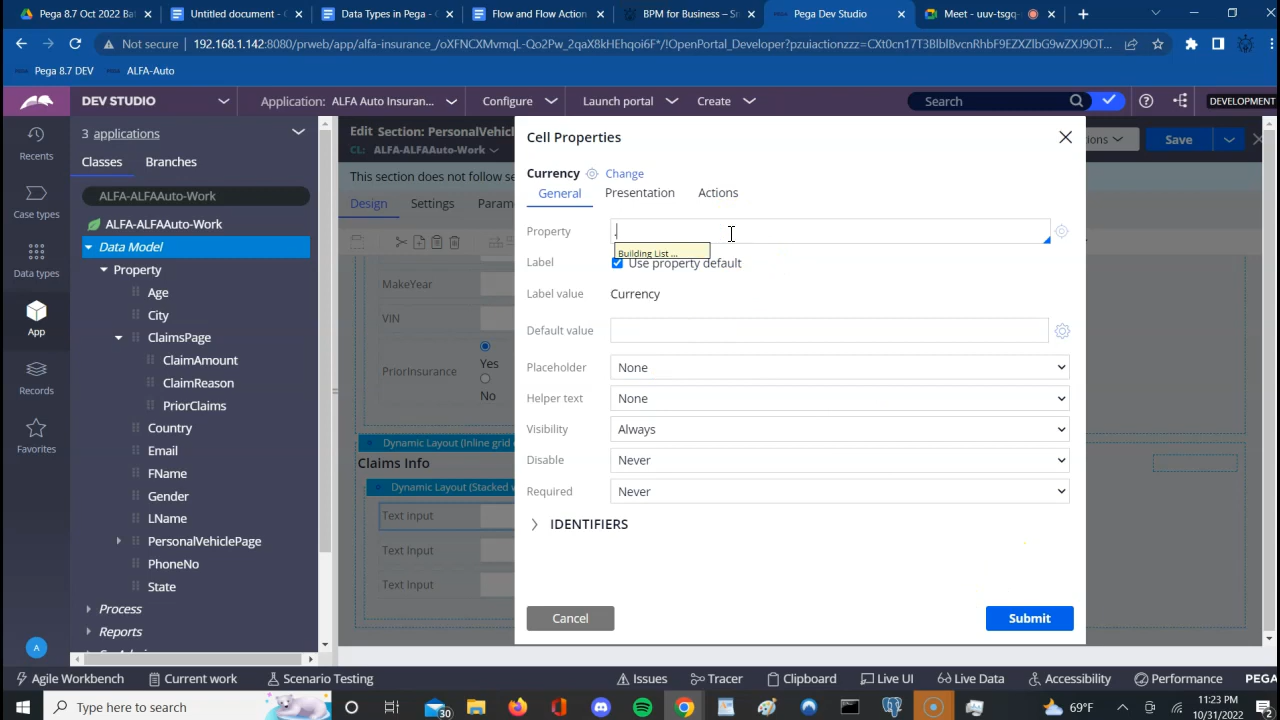 Pega 8.7 Oct 2022 Bat
Untitled document - G
Data Types in Pega - G
Flow and Flow Action
BPM for Business – Sn
Pega Dev Studio
Meet - uuv-tsgq-
Not secure
192.168.1.142:8080/prweb/app/alfa-insurance_/oXFNCXMvmqL-Qo2Pw_2qaX8kHEhqoi6F*/!OpenPortal_Developer?pzuiactionzzz=CXt0cn17T3BlblBvcnRhbF9EZXZlbG9wZXJ9OT...
Pega 8.7 DEV
ALFA-Auto
DEV STUDIO
Application: ALFA Auto Insuran...
Configure
Launch portal
Create
Search
DEVELOPMENT
Recents
Case types
Data types
App
Records
Favorites
A
3 applications
Classes
Branches
ALFA-ALFAAuto-Work
ALFA-ALFAAuto-Work
Data Model
Property
Age
City
ClaimsPage
ClaimAmount
ClaimReason
PriorClaims
Country
Email
FName
Gender
LName
PersonalVehiclePage
PhoneNo
State
Process
Reports
Edit Section: PersonalVehicl
CL: ALFA-ALFAAuto-Work
ions
Save
This section does not follow se
Design
Settings
Param
MakeYear
VIN
PriorInsurance
Yes
No
Dynamic Layout (Inline grid
Claims Info
Dynamic Layout (Stacked w
Text input
Text Input
Text Input
Cell Properties
Currency
Change
General
Presentation
Actions
Property
.
Building List ...
Label
Use property default
Label value
Currency
Default value
Placeholder
None
Helper text
None
Visibility
Always
Disable
Never
Required
Never
IDENTIFIERS
Cancel
Submit
Agile Workbench
Current work
Scenario Testing
Issues
Tracer
Clipboard
Live UI
Live Data
Accessibility
Performance
PEGA
Type here to search
30
69°F
11:23 PM
10/31/2022